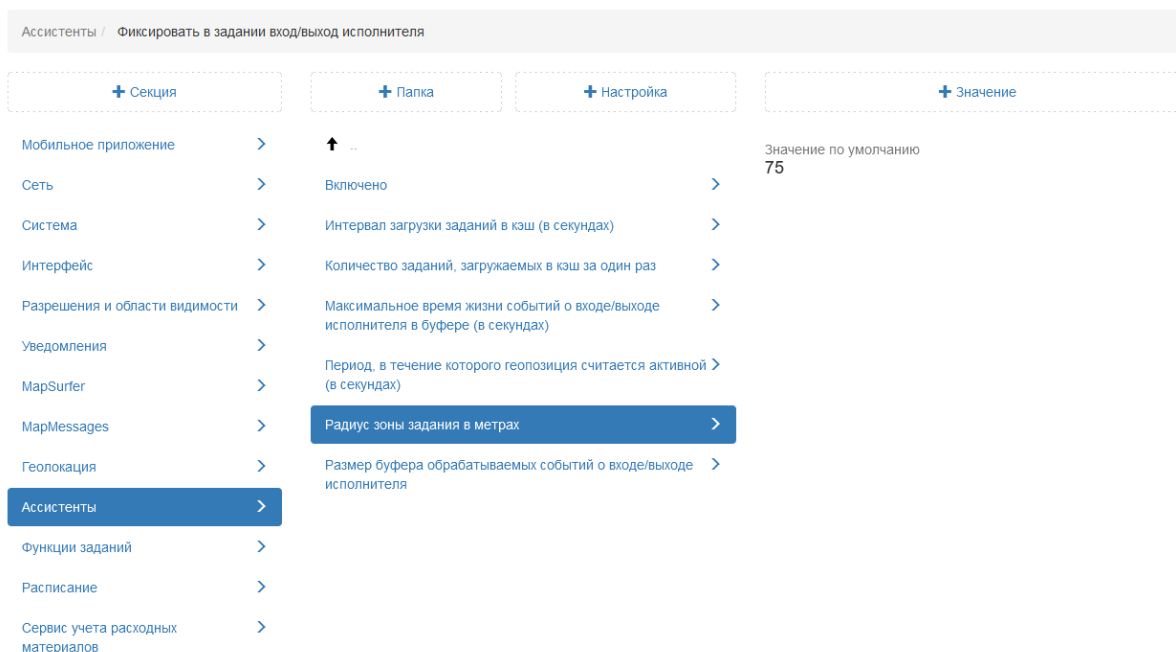 Ассистенты / Фиксировать в задании вход/выход исполнителя
+ Секция
+ Папка
+ Настройка
+ Значение
Мобильное приложение
Сеть
Система
Интерфейс
Разрешения и области видимости
Уведомления
MapSurfer
MapMessages
Геолокация
Ассистенты
Функции заданий
Расписание
Сервис учета расходных
материалов
..
Включено
Интервал загрузки заданий в кэш (в секундах)
Количество заданий, загружаемых в кэш за один раз
Максимальное время жизни событий о входе/выходе
исполнителя в буфере (в секундах)
Период, в течение которого геопозиция считается активной
(в секундах)
Радиус зоны задания в метрах
Размер буфера обрабатываемых событий о входе/выходе
исполнителя
Значение по умолчанию
75